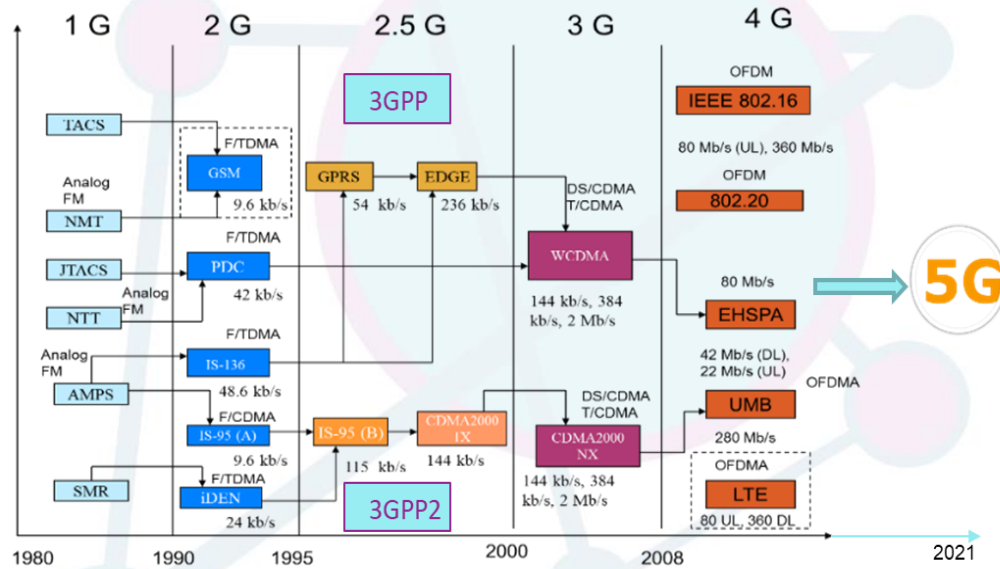 1 G
2 G
2.5 G
3 G
4 G
3GPP
OFDM
IEEE 802.16
80 Mb/s (UL), 360 Mb/s
OFDM
802.20
TACS
F/TDMA
GSM
9.6 kb/s
Analog
FM
NMT
GPRS
54 kb/s
EDGE
236 kb/s
DS/CDMA
T/CDMA
WCDMA
144 kb/s, 384
kb/s, 2 Mb/s
JTACS
F/TDMA
PDC
42 kb/s
Analog
FM
NTT
80 Mb/s
EHSPA
42 Mb/s (DL),
22 Mb/s (UL)
5G
F/TDMA
IS-136
48.6 kb/s
Analog
FM
AMPS
F/CDMA
IS-95 (A)
9.6 kb/s
IS-95 (B)
115 kb/s
CDMA2000
1X
144 kb/s
DS/CDMA
T/CDMA
CDMA2000
NX
144 kb/s, 384
kb/s, 2 Mb/s
OFDMA
UMB
280 Mb/s
SMR
F/TDMA
iDEN
24 kb/s
3GPP2
OFDMA
LTE
80 UL, 360 DL
1980
1990
1995
2000
2008
2021